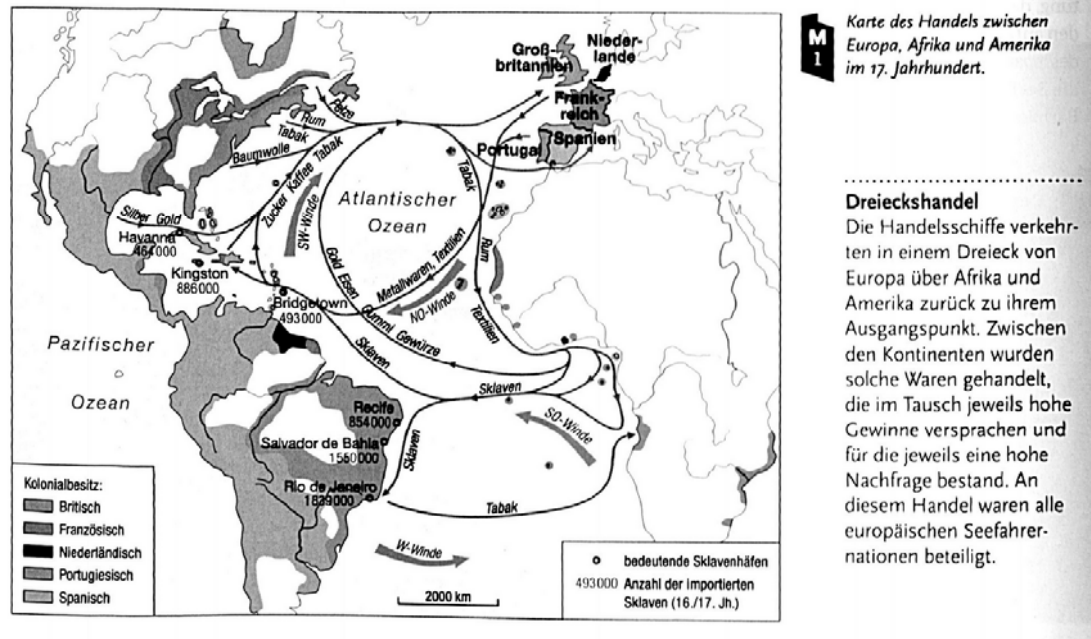 Groß-
britannien
Nieder-
lande
Frank-
reich
Portugal
Spanien
Pelze
Rum
Tabak
Baumwolle
Zucker Kaffee Tabak
Silber Gold
Havanna
464000
Kingston
886000
Bridgetown
493000
SW-Winde
Atlantischer
Ozean
Tabak
Rum
Textilien
Metallwaren, Textilien
NO-Winde
Gold Eisen Gummi Gewürze
Sklaven
Sklaven
Sklaven
SO-Winde
Pazifischer
Ozean
Recife
854000
Salvador de Bahia
1550000
Rio de Janeiro
1839000
Tabak
W-Winde
2000 km
Kolonialbesitz:
Britisch
Französisch
Niederländisch
Portugiesisch
Spanisch
bedeutende Sklavenhäfen
493000 Anzahl der importierten
Sklaven (16./17. Jh.)
M
1
Karte des Handels zwischen
Europa, Afrika und Amerika
im 17. Jahrhundert.
Dreieckshandel
Die Handelsschiffe verkehr-
ten in einem Dreieck von
Europa über Afrika und
Amerika zurück zu ihrem
Ausgangspunkt. Zwischen
den Kontinenten wurden
solche Waren gehandelt,
die im Tausch jeweils hohe
Gewinne versprachen und
für die jeweils eine hohe
Nachfrage bestand. An
diesem Handel waren alle
europäischen Seefahrer-
nationen beteiligt.